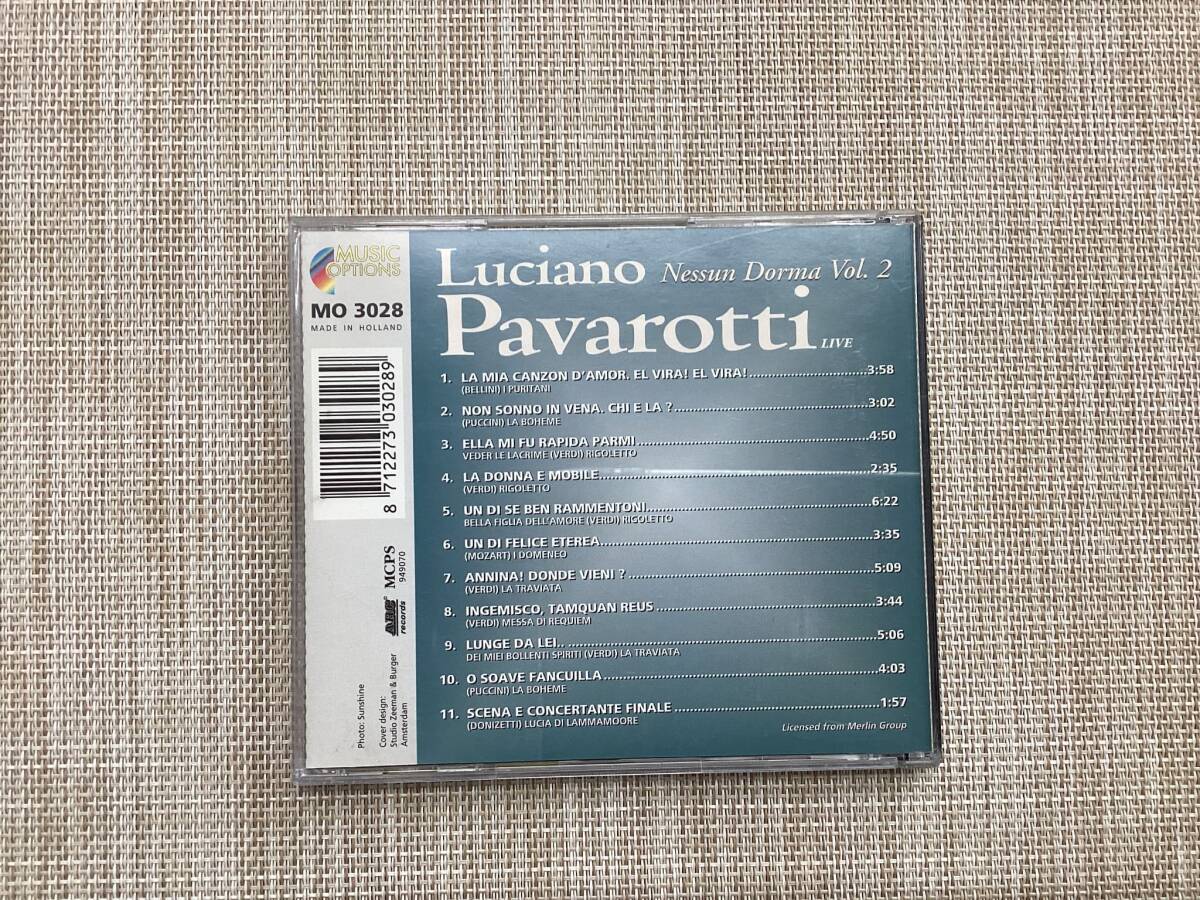 MUSIC
OPTIONS
MO 3028
MADE IN HOLLAND
8 712273 030289
MCPS
949070
ARC
records
Photo: Sunshine
Cover design:
Studio Zeeman & Burger
Amsterdam
Luciano Nessun Dorma Vol. 2
Pavarotti LIVE
1. LA MIA CANZON D'AMOR. EL VIRA! EL VIRA! 3:58
(BELLINI) I PURITANI
2. NON SONNO IN VENA. CHI E LA ? 3:02
(PUCCINI) LA BOHEME
3. ELLA MI FU RAPIDA PARMI 4:50
VEDER LE LACRIME (VERDI) RIGOLETTO
4. LA DONNA E MOBILE 2:35
(VERDI) RIGOLETTO
5. UN DI SE BEN RAMMENTONI 6:22
BELLA FIGLIA DELL'AMORE (VERDI) RIGOLETTO
6. UN DI FELICE ETEREA 3:35
(MOZART) I DOMENEO
7. ANNINA! DONDE VIENI ? 5:09
(VERDI) LA TRAVIATA
8. INGEMISCO, TAMQUAN REUS 3:44
(VERDI) MESSA DI REQUIEM
9. LUNGE DA LEI.. 5:06
DEI MIEI BOLLENTI SPIRITI (VERDI) LA TRAVIATA
10. O SOAVE FANCUILLA 4:03
(PUCCINI) LA BOHEME
11. SCENA E CONCERTANTE FINALE 1:57
(DONIZETTI) LUCIA DI LAMMAMOORE
Licensed from Merlin Group